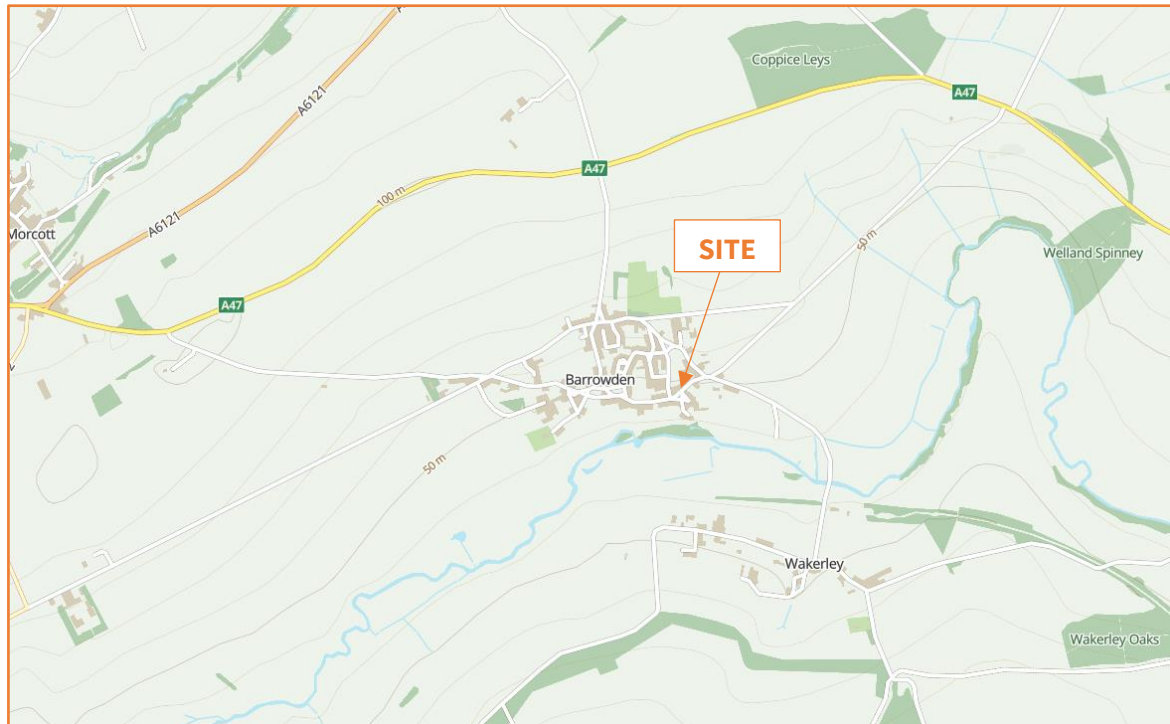 Coppice Leys
A47
A6121
A47
100 m
A6121
Morcott
SITE
50 m
Welland Spinney
A47
Barrowden
50 m
Wakerley
Wakerley Oaks